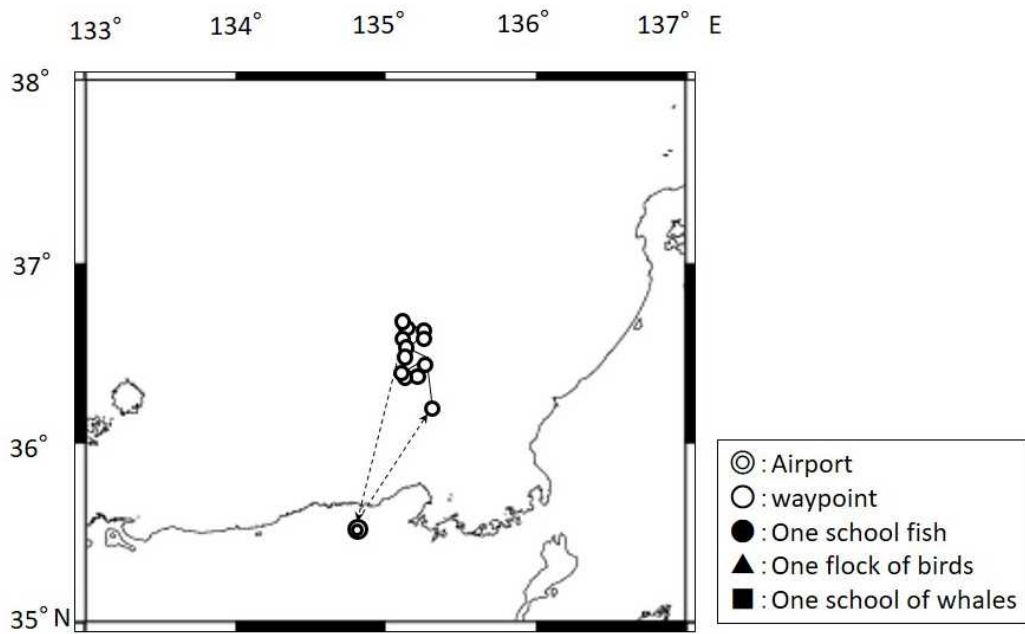 133° 134° 135° 136° 137° E
38°
37°
36°
35° N
: Airport
: waypoint
: One school fish
: One flock of birds
: One school of whales